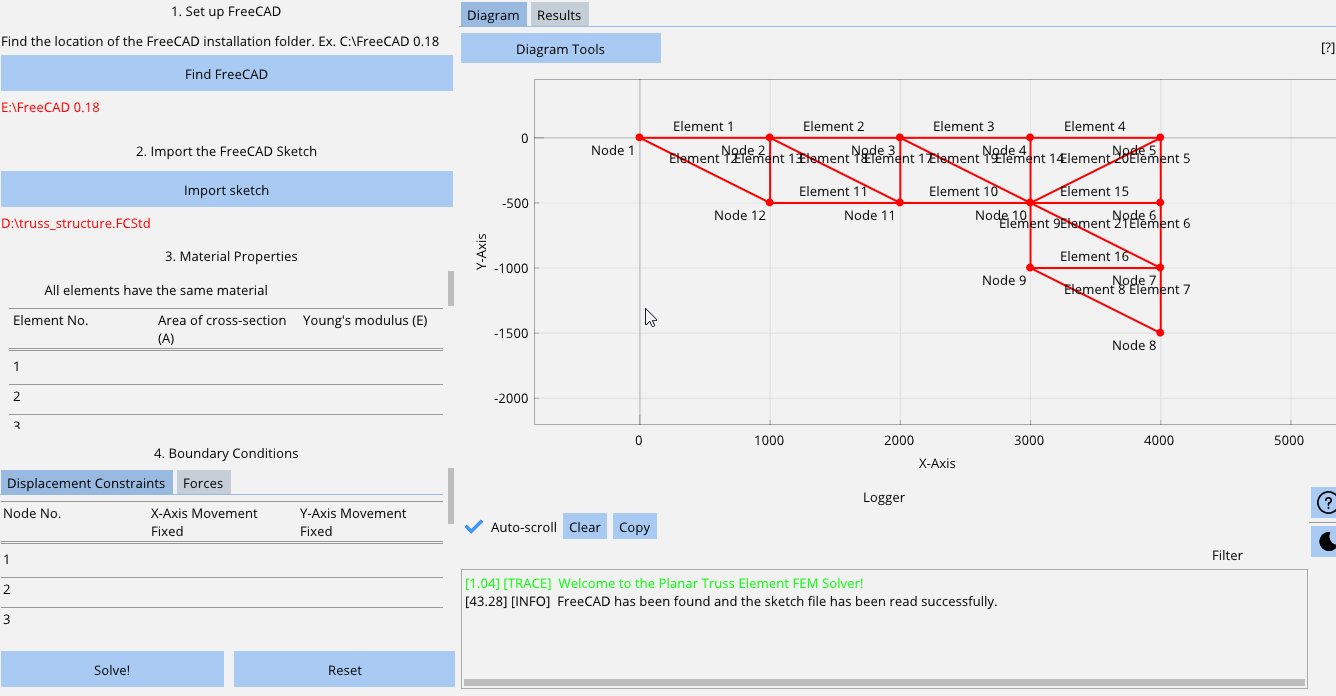 1. Set up FreeCAD
Find the location of the FreeCAD installation folder. Ex. C:\FreeCAD 0.18
Find FreeCAD
E:\FreeCAD 0.18
2. Import the FreeCAD Sketch
Import sketch
D:\truss_structure.FCStd
3. Material Properties
All elements have the same material
Element No. Area of cross-section Young's modulus (E)
(A)
1
2
3
4. Boundary Conditions
Displacement Constraints Forces
Node No. X-Axis Movement Y-Axis Movement
Fixed Fixed
1
2
3
Solve! Reset
Diagram Results
Diagram Tools [?]
Element 1 Element 2 Element 3 Element 4
0
Node 1 Node 2 Node 3 Node 4 Node 5
Element 12 Element 13 Element 18 Element 17 Element 19 Element 14 Element 20 Element 5
Element 11 Element 10 Element 15
-500
Node 12 Node 11 Node 10 Node 6
Element 9 Element 21 Element 6
Element 16
-1000
Node 9 Node 7
Element 8 Element 7
-1500
Node 8
-2000
Y-Axis
0 1000 2000 3000 4000 5000
X-Axis
Logger
Auto-scroll Clear Copy
Filter
[1.04] [TRACE] Welcome to the Planar Truss Element FEM Solver!
[43.28] [INFO] FreeCAD has been found and the sketch file has been read successfully.
?